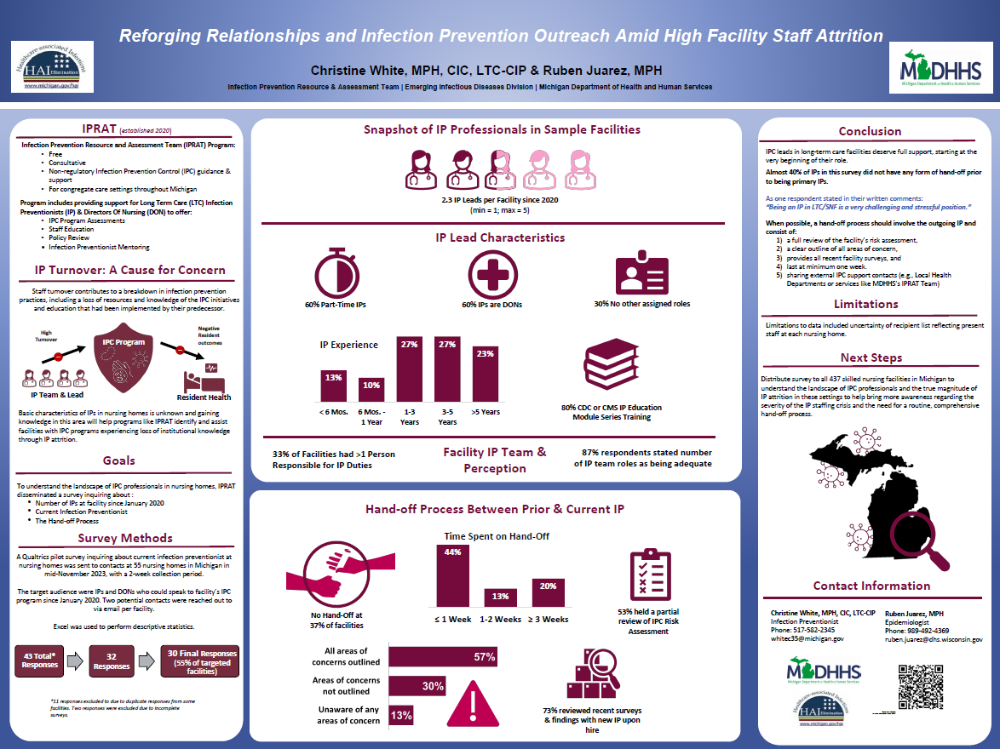 Reforging Relationships and Infection Prevention Outreach Amid High Facility Staff Attrition
Christine White, MPH, CIC, LTC-CIP & Ruben Juarez, MPH
Infection Prevention Resource & Assessment Team | Emerging Infectious Diseases Division | Michigan Department of Health and Human Services
Healthcare-associated Infections
HAI
Elimination
www.michigan.gov/hai
MDHHS
Michigan Department of Health & Human Services
IPRAT (established 2020)
Infection Prevention Resource and Assessment Team (IPRAT) Program:
• Free
• Consultative
• Non-regulatory Infection Prevention Control (IPC) guidance &
support
• For congregate care settings throughout Michigan
Program includes providing support for Long Term Care (LTC) Infection
Preventionists (IP) & Directors Of Nursing (DON) to offer:
• IPC Program Assessments
• Staff Education
• Policy Review
• Infection Preventionist Mentoring
IP Turnover: A Cause for Concern
Staff turnover contributes to a breakdown in infection prevention
practices, including a loss of resources and knowledge of the IPC initiatives
and education that had been implemented by their predecessor.
High
Turnover
IPC Program
Negative
Resident
outcomes
IP Team & Lead
Resident Health
Basic characteristics of IPs in nursing homes is unknown and gaining
knowledge in this area will help programs like IPRAT identify and assist
facilities with IPC programs experiencing loss of institutional knowledge
through IP attrition.
Goals
To understand the landscape of IPC professionals in nursing homes, IPRAT
disseminated a survey inquiring about :
• Number of IPs at facility since January 2020
• Current Infection Preventionist
• The Hand-off Process
Survey Methods
A Qualtrics pilot survey inquiring about current infection preventionist at
nursing homes was sent to contacts at 55 nursing homes in Michigan in
mid-November 2023, with a 2-week collection period.
The target audience were IPs and DONs who could speak to facility's IPC
program since January 2020. Two potential contacts were reached out to
via email per facility.
Excel was used to perform descriptive statistics.
43 Total*
Responses
32
Responses
30 Final Responses
(55% of targeted
facilities)
*11 responses excluded to due to duplicate responses from some
facilities. Two responses were excluded due to incomplete
surveys.
Snapshot of IP Professionals in Sample Facilities
2.3 IP Leads per Facility since 2020
(min = 1; max = 5)
IP Lead Characteristics
60% Part-Time IPs
60% IPs are DONs
30% No other assigned roles
IP Experience
13%
10%
27%
27%
23%
< 6 Mos.
6 Mos. -
1 Year
1-3
Years
3-5
Years
>5 Years
80% CDC or CMS IP Education
Module Series Training
33% of Facilities had >1 Person
Responsible for IP Duties
Facility IP Team &
Perception
87% respondents stated number
of IP team roles as being adequate
Hand-off Process Between Prior & Current IP
No Hand-Off at
37% of facilities
Time Spent on Hand-Off
44%
13%
20%
≤ 1 Week
1-2 Weeks
≥ 3 Weeks
53% held a partial
review of IPC Risk
Assessment
All areas of
concerns outlined
57%
Areas of concerns
not outlined
30%
Unaware of any
areas of concern
13%
73% reviewed recent surveys
& findings with new IP upon
hire
Conclusion
IPC leads in long-term care facilities deserve full support, starting at the
very beginning of their role.
Almost 40% of IPs in this survey did not have any form of hand-off prior
to being primary IPs.
As one respondent stated in their written comments:
"Being an IP in LTC/SNF is a very challenging and stressful position."
When possible, a hand-off process should involve the outgoing IP and
consist of:
1) a full review of the facility's risk assessment,
2) a clear outline of all areas of concern,
3) provides all recent facility surveys, and
4) last at minimum one week.
5) sharing external IPC support contacts (e.g., Local Health
Departments or services like MDHHS's IPRAT Team)
Limitations
Limitations to data included uncertainty of recipient list reflecting present
staff at each nursing home.
Next Steps
Distribute survey to all 437 skilled nursing facilities in Michigan to
understand the landscape of IPC professionals and the true magnitude of
IP attrition in these settings to help bring more awareness regarding the
severity of the IP staffing crisis and the need for a routine, comprehensive
hand-off process.
Contact Information
Christine White, MPH, CIC, LTC-CIP
Infection Preventionist
Phone: 517-582-2345
whitec35@michigan.gov
Ruben Juarez, MPH
Epidemiologist
Phone: 989-492-4369
ruben.juarez@dhs.wisconsin.gov
MDHHS
Michigan Department of Health & Human Services
Healthcare-associated Infections
HAI
Elimination
www.michigan.gov/hai